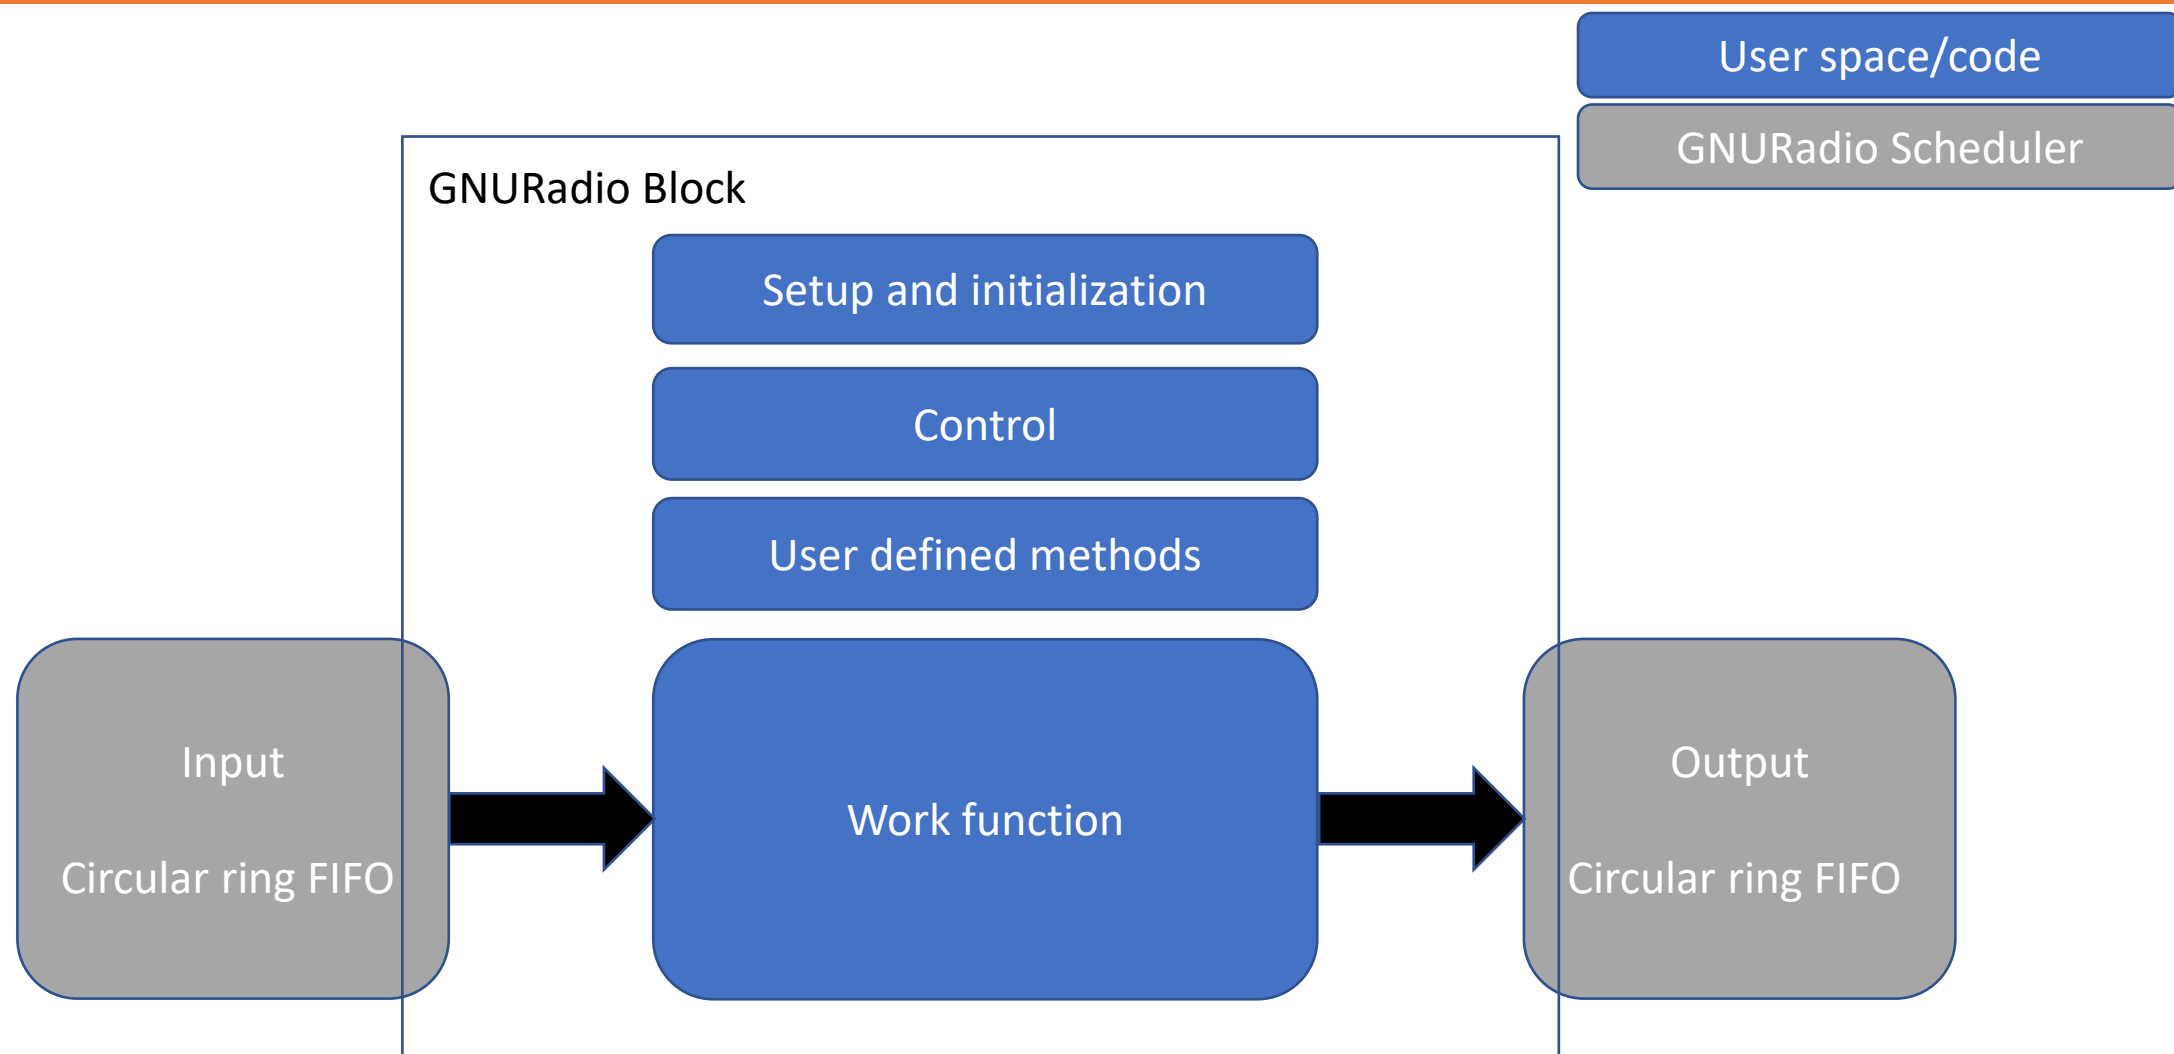 User space/code
GNURadio Scheduler
GNURadio Block
Setup and initialization
Control
User defined methods
Input
Circular ring FIFO
Work function
Output
Circular ring FIFO